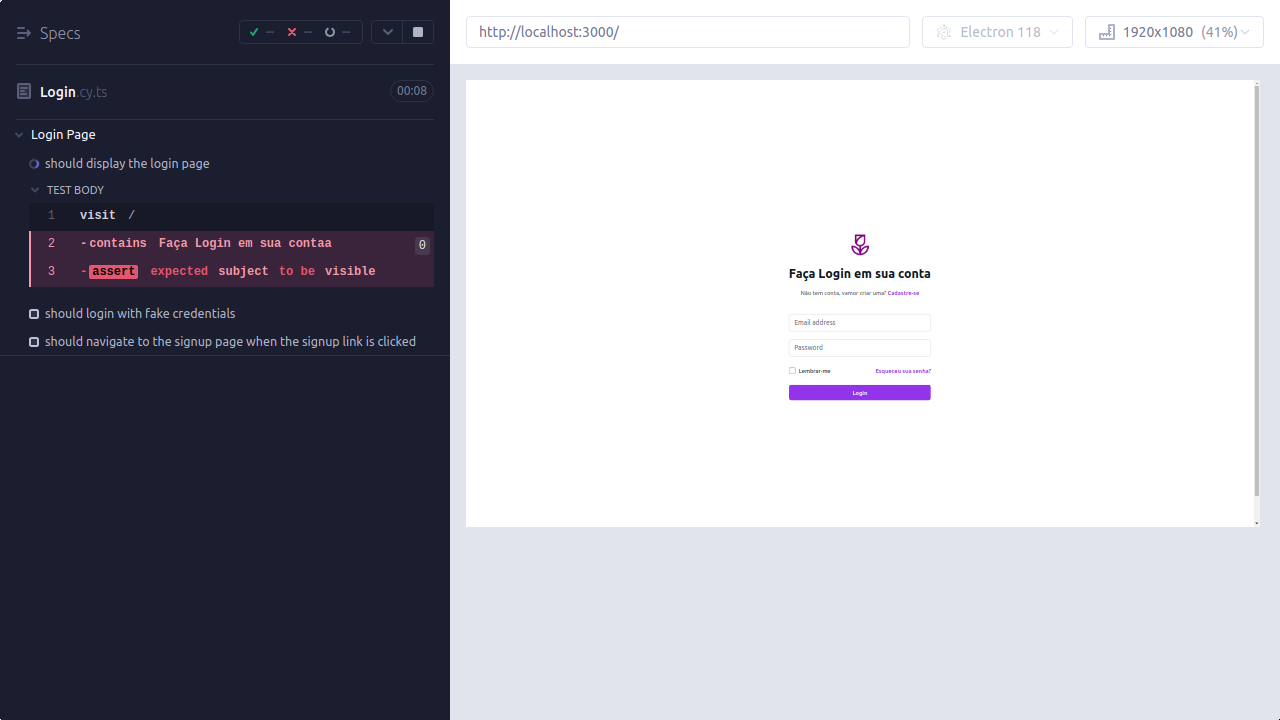 Specs
--
--
--
Login.cy.ts
00:08
Login Page
should display the login page
TEST BODY
1 visit /
2 -contains Faça Login em sua contaa 0
3 -assert expected subject to be visible
should login with fake credentials
should navigate to the signup page when the signup link is clicked
http://localhost:3000/
Electron 118
1920x1080 (41%)
Faça Login em sua conta
Não tem conta, vamor criar uma? Cadastre-se
Email address
Password
Lembrar-me
Esqueceu sua senha?
Login